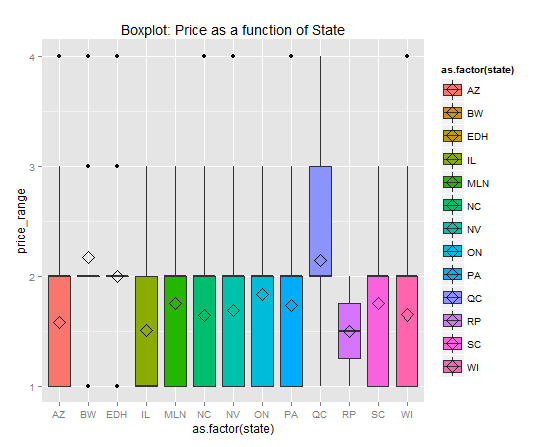 Boxplot: Price as a function of State
price_range
4
3
2
1
AZ BW EDH IL MLN NC NV ON PA QC RP SC WI
as.factor(state)
as.factor(state)
AZ
BW
EDH
IL
MLN
NC
NV
ON
PA
QC
RP
SC
WI